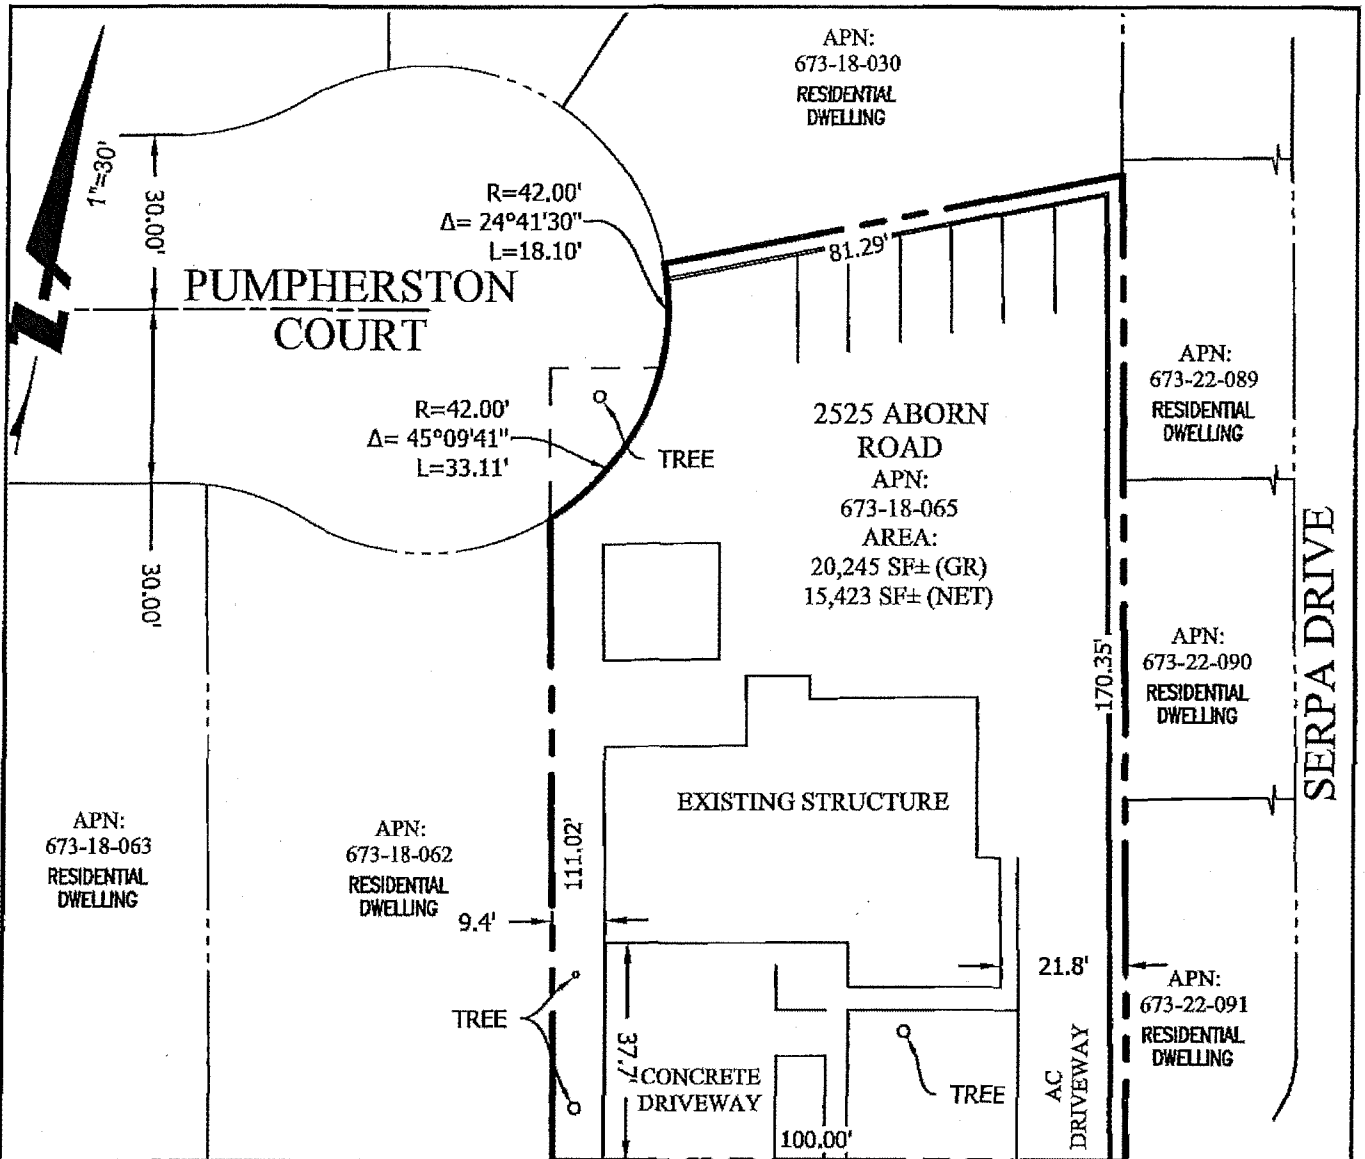 APN:
673-18-030
RESIDENTIAL
DWELLING
1"=30'
30.00'
R=42.00'
Δ= 24°41'30"
L=18.10'
81.29'
PUMPHERSTON
COURT
R=42.00'
Δ= 45°09'41"
L=33.11'
TREE
2525 ABORN
ROAD
APN:
673-18-065
AREA:
20,245 SF± (GR)
15,423 SF± (NET)
APN:
673-22-089
RESIDENTIAL
DWELLING
30.00'
170.35'
APN:
673-22-090
RESIDENTIAL
DWELLING
SERPA DRIVE
EXISTING STRUCTURE
APN:
673-18-063
RESIDENTIAL
DWELLING
APN:
673-18-062
RESIDENTIAL
DWELLING
111.02'
9.4'
21.8'
APN:
673-22-091
RESIDENTIAL
DWELLING
TREE
37.7'
CONCRETE
DRIVEWAY
TREE
AC
DRIVEWAY
100.00'
Z